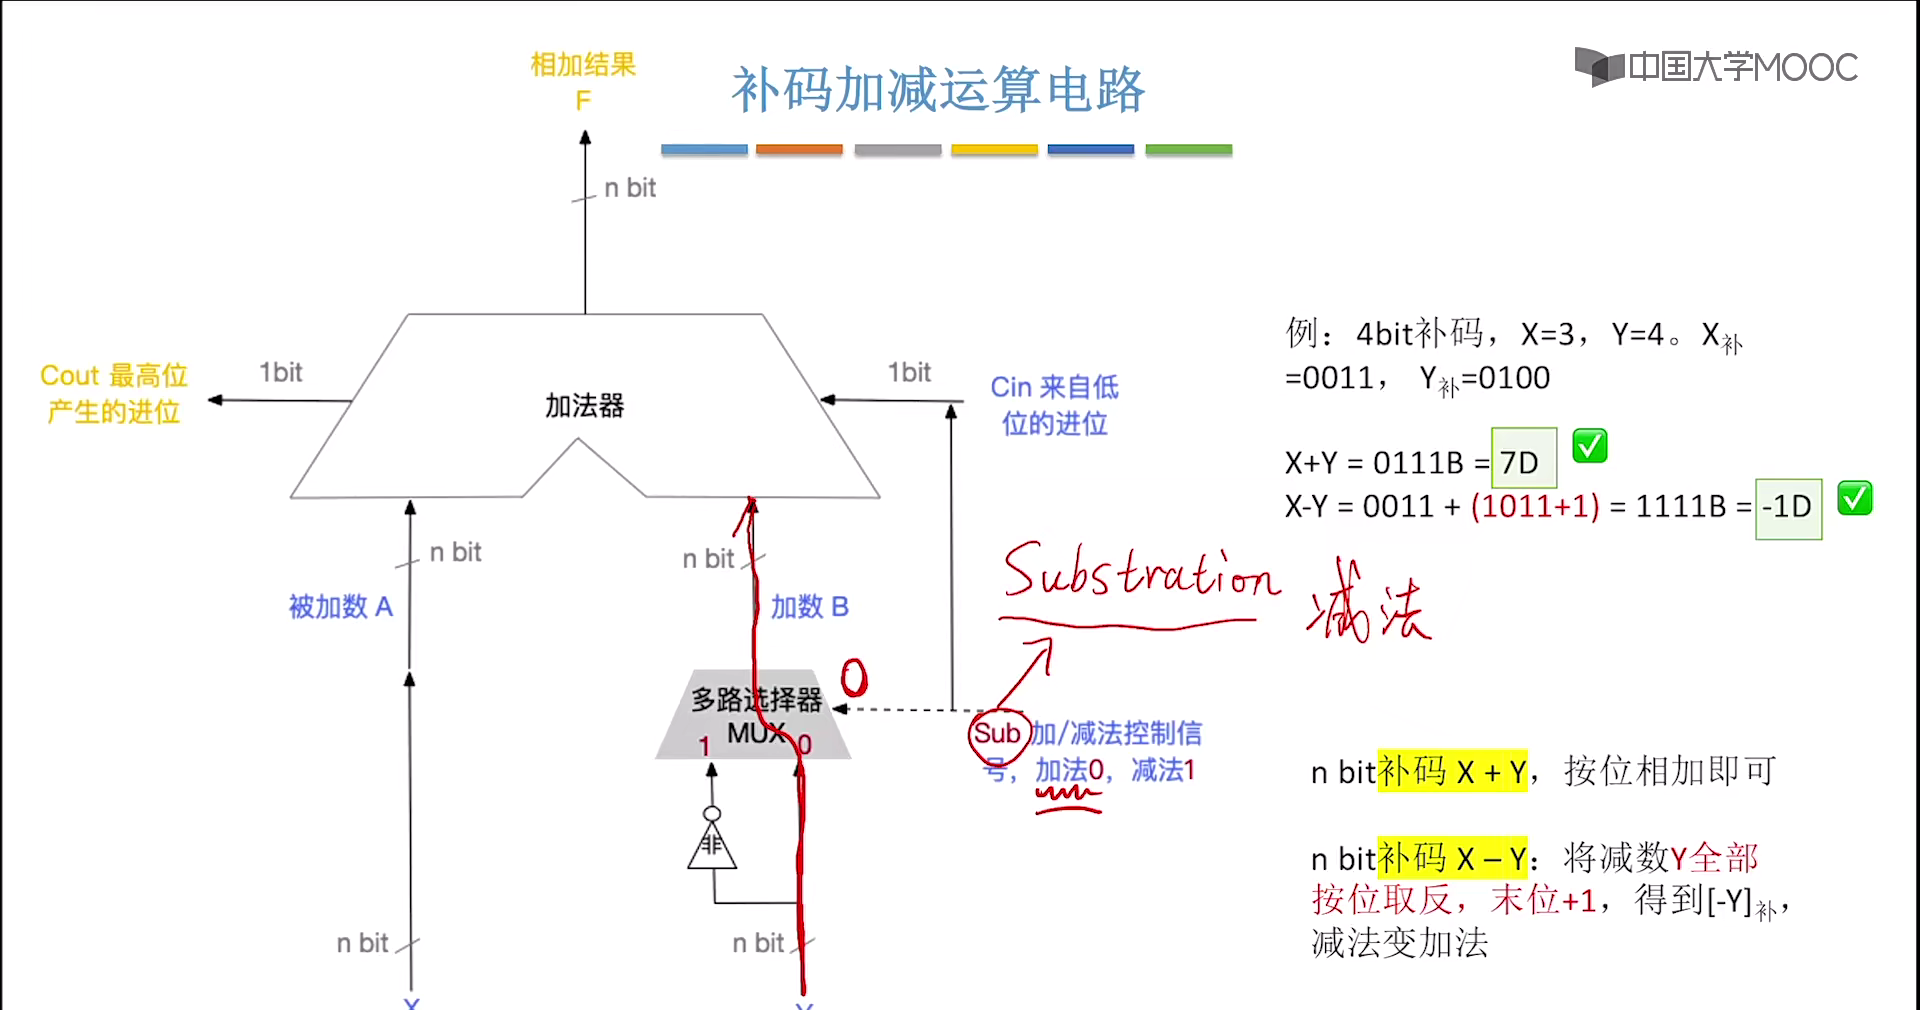 相加结果
F
补码加减运算电路
中国大学MOOC
n bit
Cout 最高位
产生的进位
1bit
加法器
1bit
Cin 来自低
位的进位
例：4bit补码，X=3，Y=4。X补
=0011， Y补=0100
X+Y = 0111B = 7D
X-Y = 0011 + (1011+1) = 1111B = -1D
n bit
被加数 A
n bit
加数 B
Substration 减法
多路选择器
MUX
1
0
0
Sub 加/减法控制信
号，加法0，减法1
非
n bit
n bit
X
Y
n bit补码 X + Y，按位相加即可
n bit补码 X – Y：将减数Y全部
按位取反，末位+1，得到[-Y]补，
减法变加法